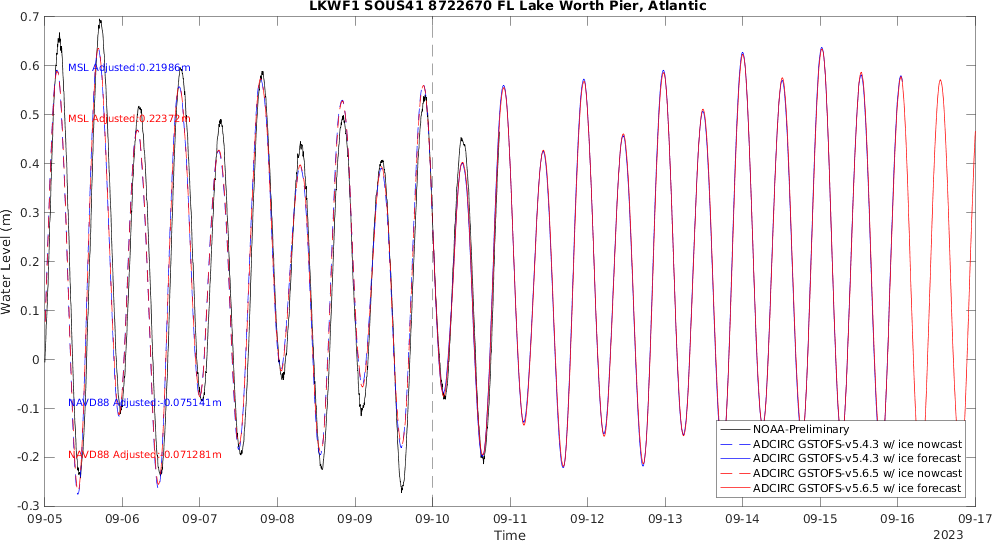 LKWF1 SOUS41 8722670 FL Lake Worth Pier, Atlantic
0.7
0.6
0.5
0.4
0.3
0.2
0.1
0
-0.1
-0.2
-0.3
Water Level (m)
MSL Adjusted:0.21986m
MSL Adjusted:0.22372m
NAVD88 Adjusted:-0.075141m
NAVD88 Adjusted:-0.071281m
NOAA-Preliminary
ADCIRC GSTOFS-v5.4.3 w/ ice nowcast
ADCIRC GSTOFS-v5.4.3 w/ ice forecast
ADCIRC GSTOFS-v5.6.5 w/ ice nowcast
ADCIRC GSTOFS-v5.6.5 w/ ice forecast
09-05 09-06 09-07 09-08 09-09 09-10 09-11 09-12 09-13 09-14 09-15 09-16 09-17
Time
2023